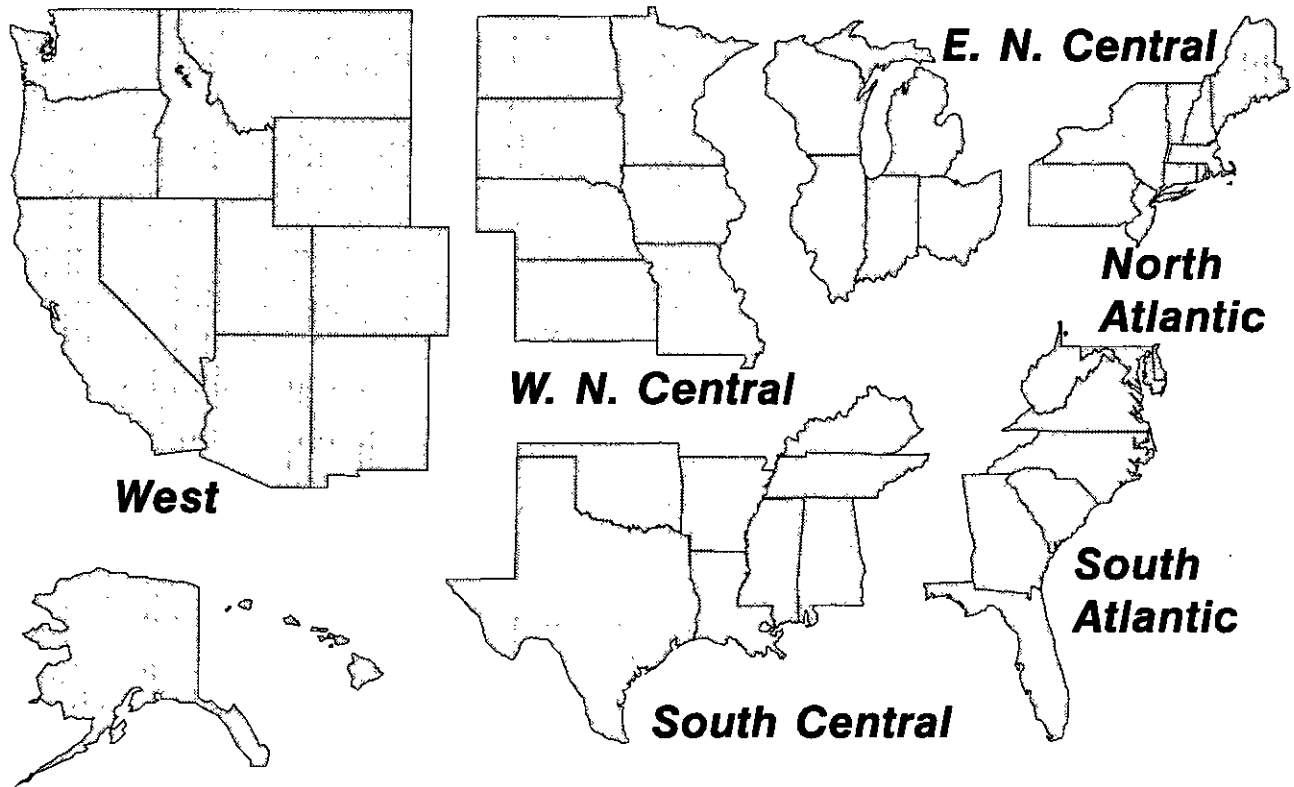 E. N. Central
North
Atlantic
W. N. Central
West
South
Atlantic
South Central